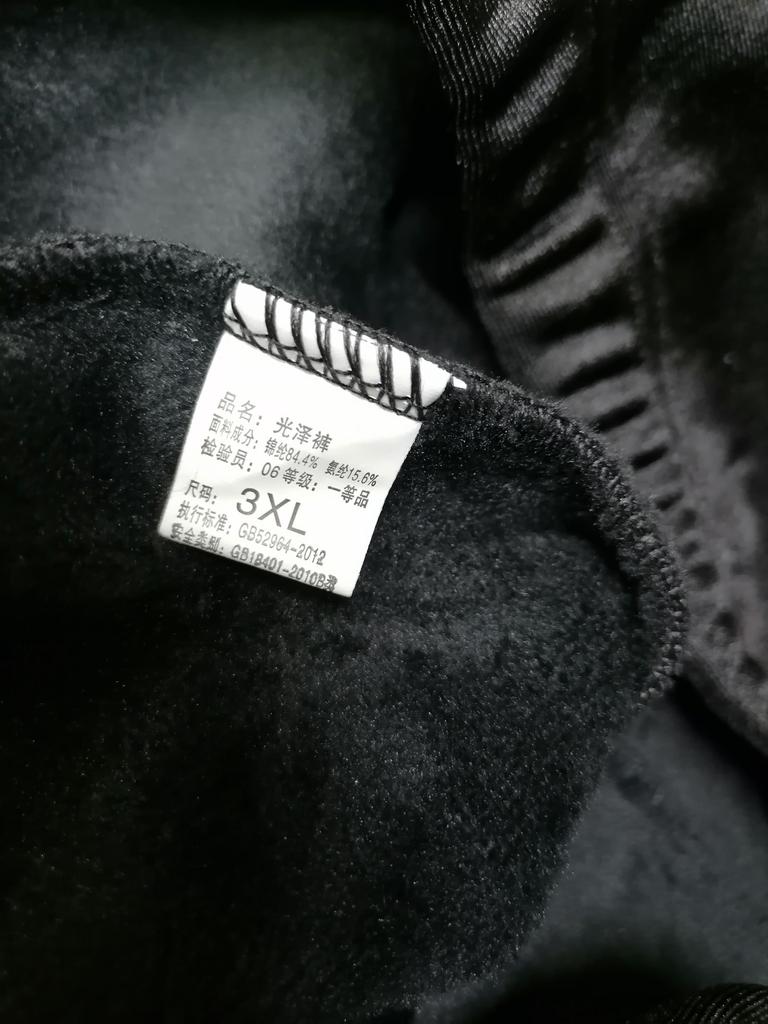 品名：光泽裤
面料成分：锦纶84.4% 氨纶15.6%
检验员：06 等级：一等品
尺码：3XL
执行标准：GB52964-2012
安全类别：GB18401-2010B类